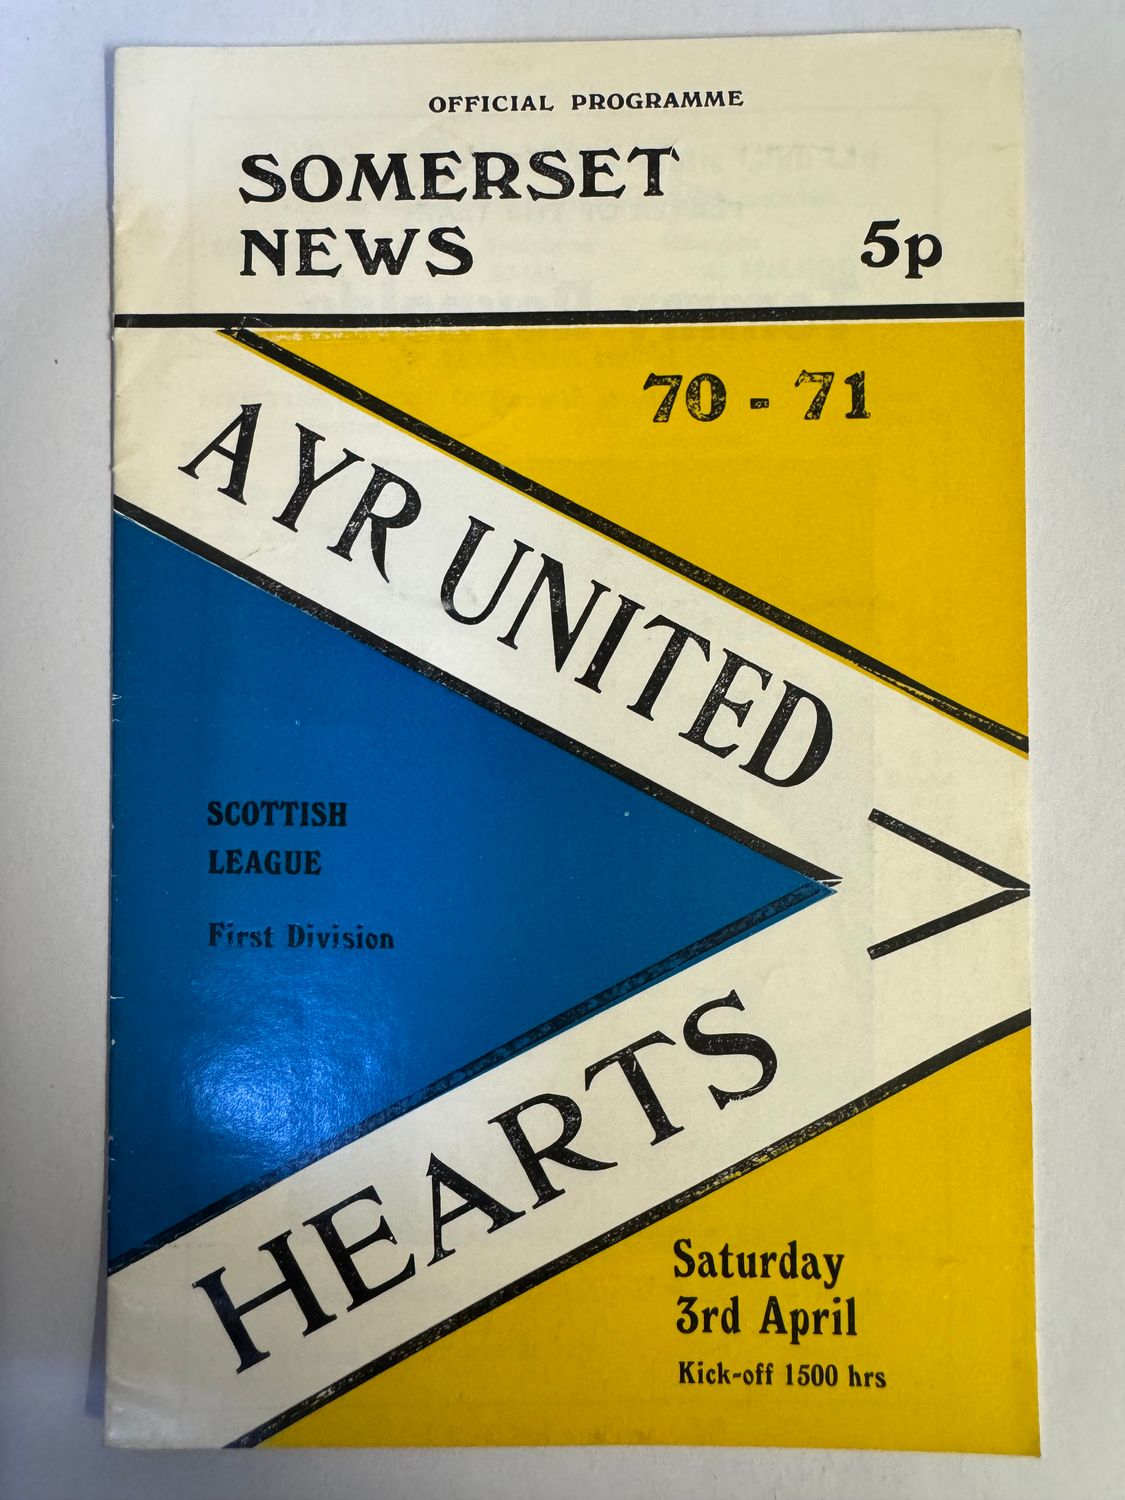 OFFICIAL PROGRAMME
SOMERSET
NEWS
5p
70 - 71
AYR UNITED
SCOTTISH
LEAGUE
First Division
HEARTS
Saturday
3rd April
Kick-off 1500 hrs